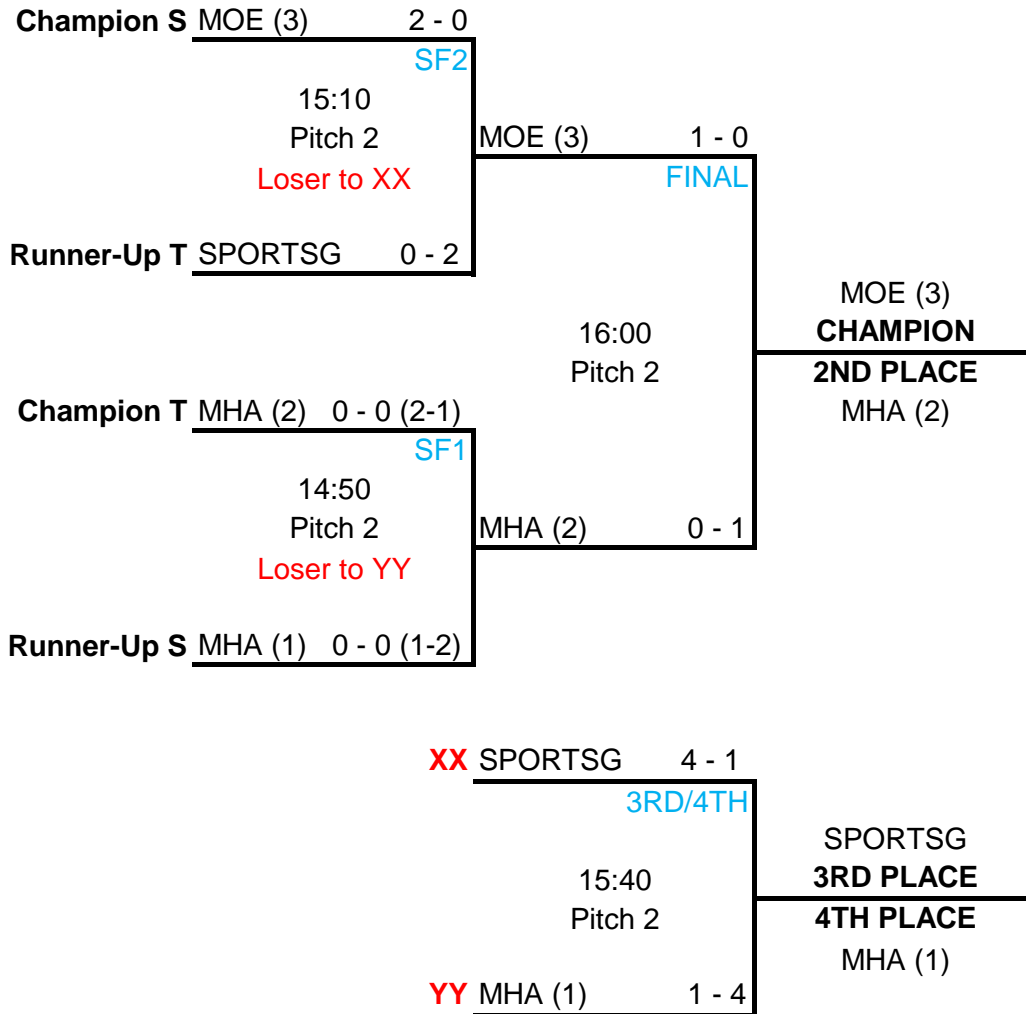 Champion S MOE (3) 2 - 0
SF2
15:10
Pitch 2
Loser to XX
Runner-Up T SPORTSG 0 - 2
MOE (3) 1 - 0
FINAL
16:00
Pitch 2
MOE (3)
CHAMPION
2ND PLACE
MHA (2)
Champion T MHA (2) 0 - 0 (2-1)
SF1
14:50
Pitch 2
Loser to YY
MHA (2) 0 - 1
Runner-Up S MHA (1) 0 - 0 (1-2)
XX SPORTSG 4 - 1
3RD/4TH
15:40
Pitch 2
SPORTSG
3RD PLACE
4TH PLACE
MHA (1)
YY MHA (1) 1 - 4